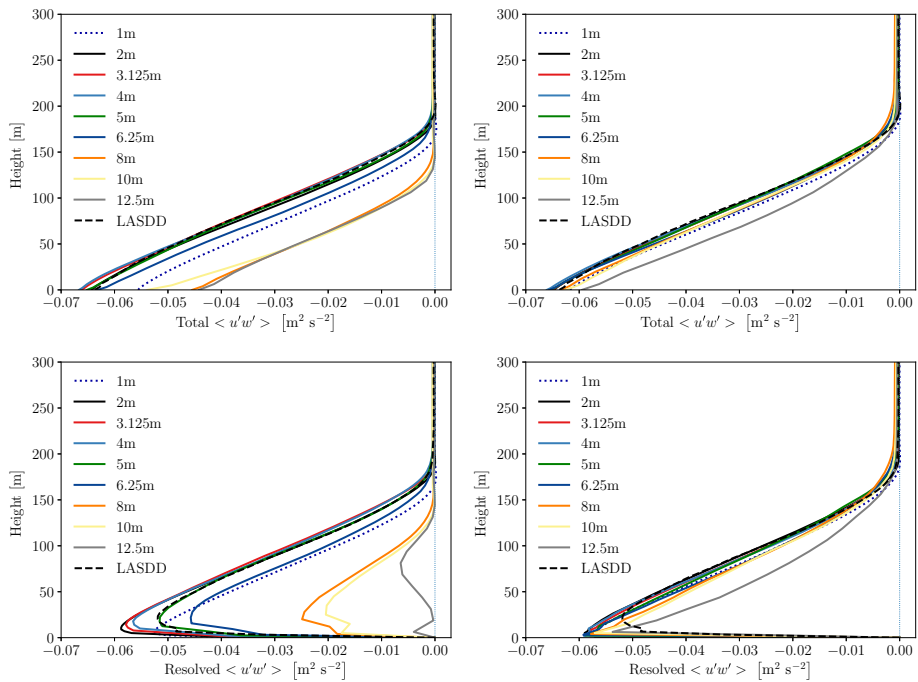 300
250
200
150
100
50
0
Height [m]
1m
2m
3.125m
4m
5m
6.25m
8m
10m
12.5m
LASDD
−0.07 −0.06 −0.05 −0.04 −0.03 −0.02 −0.01 0.00
Total < u′w′ > [m² s⁻²]
300
250
200
150
100
50
0
Height [m]
1m
2m
3.125m
4m
5m
6.25m
8m
10m
12.5m
LASDD
−0.07 −0.06 −0.05 −0.04 −0.03 −0.02 −0.01 0.00
Total < u′w′ > [m² s⁻²]
300
250
200
150
100
50
0
Height [m]
1m
2m
3.125m
4m
5m
6.25m
8m
10m
12.5m
LASDD
−0.07 −0.06 −0.05 −0.04 −0.03 −0.02 −0.01 0.00
Resolved < u′w′ > [m² s⁻²]
300
250
200
150
100
50
0
Height [m]
1m
2m
3.125m
4m
5m
6.25m
8m
10m
12.5m
LASDD
−0.07 −0.06 −0.05 −0.04 −0.03 −0.02 −0.01 0.00
Resolved < u′w′ > [m² s⁻²]